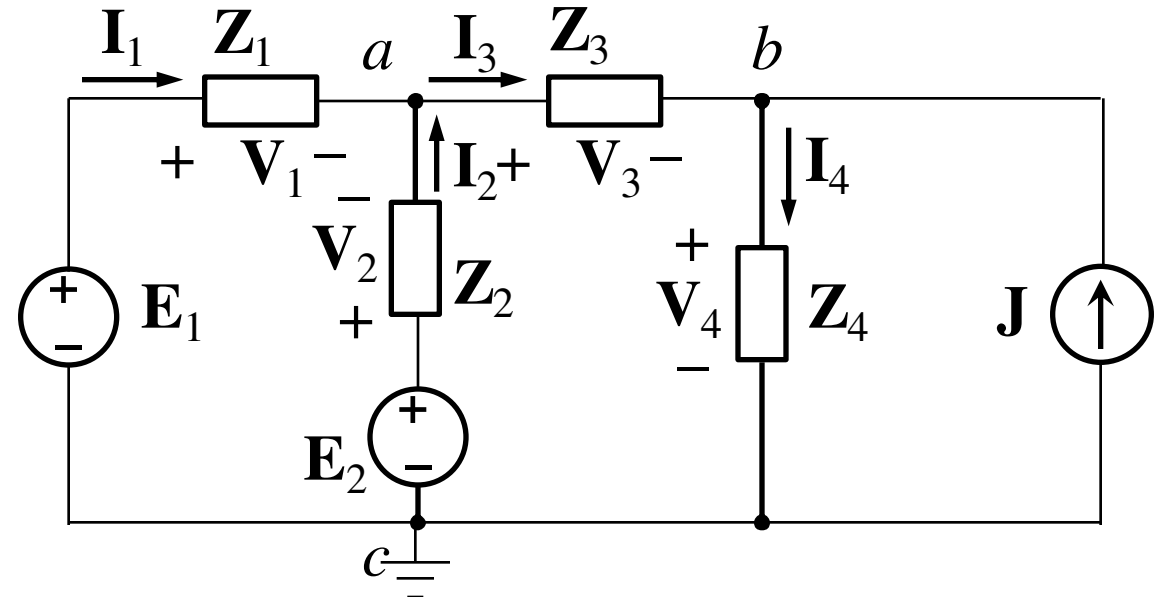 I1 Z1 a I3 Z3 b
+ V1 − I2 + V3 − I4
− V2 + Z2
+ V4 − Z4
+ − E1
J
+ − E2
c